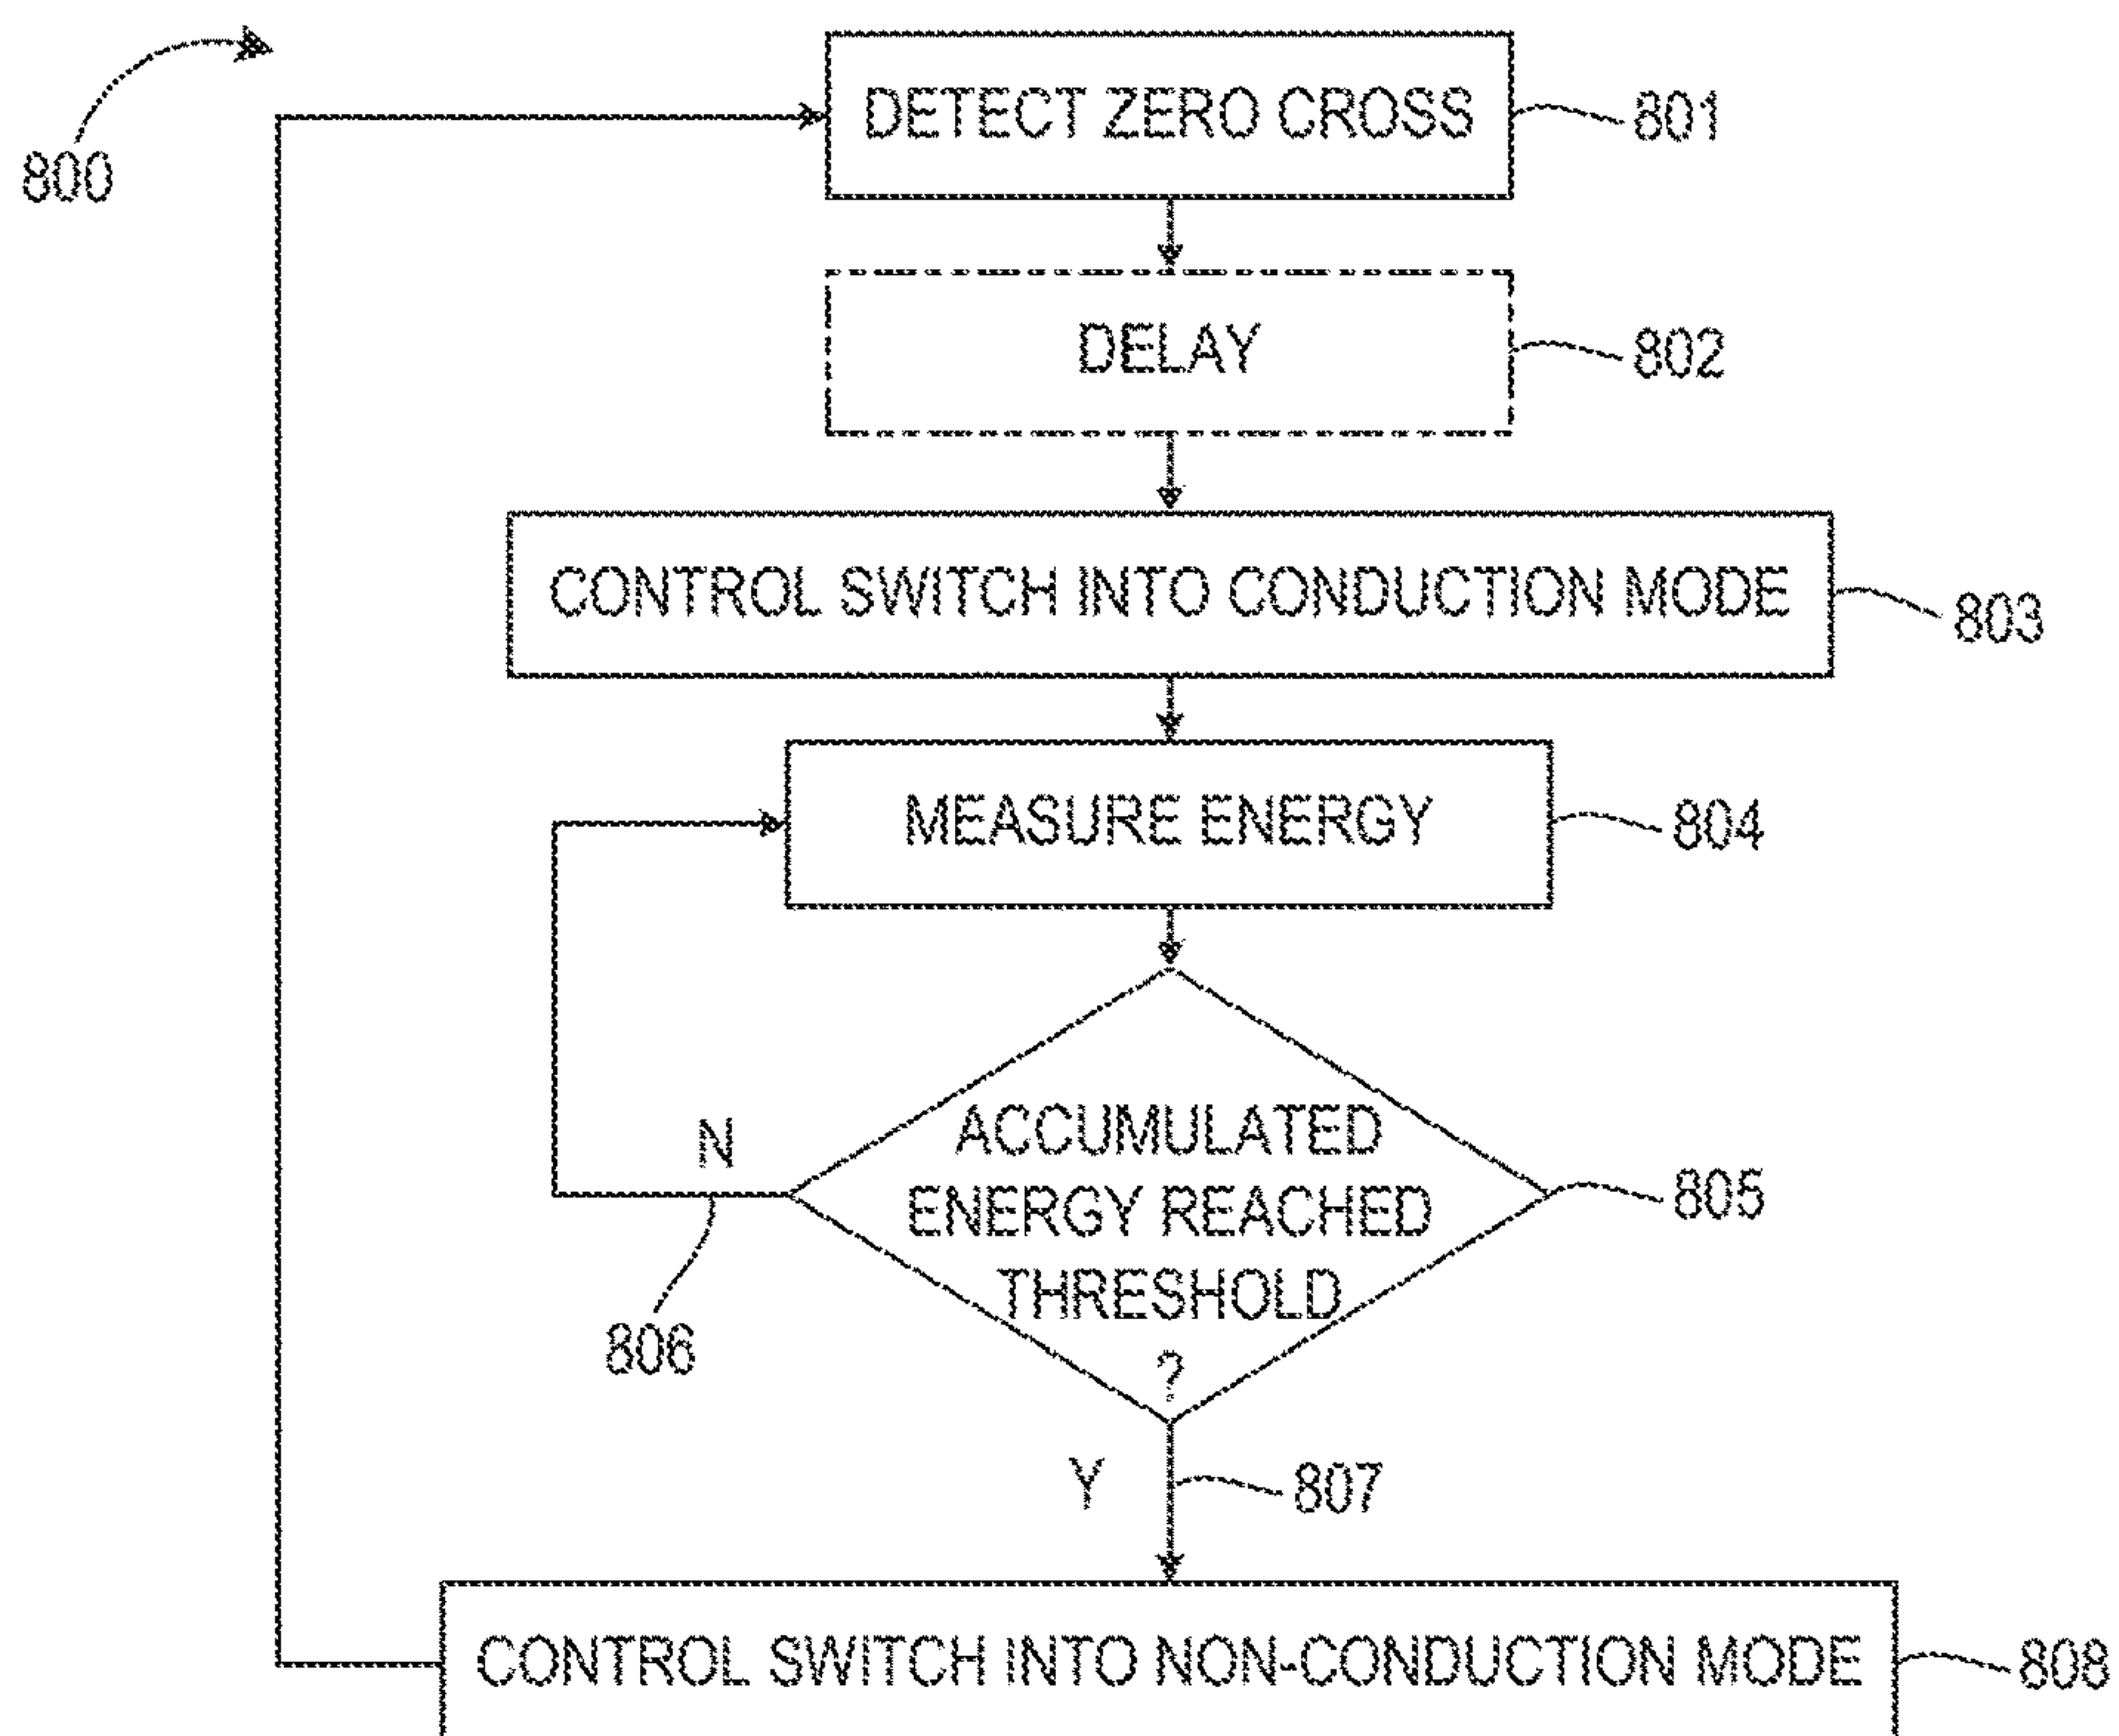 800
DETECT ZERO CROSS
801
DELAY
802
CONTROL SWITCH INTO CONDUCTION MODE
803
MEASURE ENERGY
804
N
ACCUMULATED
ENERGY REACHED
THRESHOLD
?
805
806
Y
807
CONTROL SWITCH INTO NON-CONDUCTION MODE
808